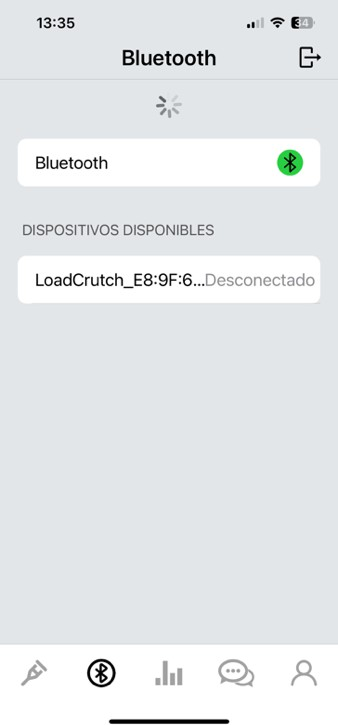 13:35
34
Bluetooth
Bluetooth
DISPOSITIVOS DISPONIBLES
LoadCrutch_E8:9F:6...Desconectado